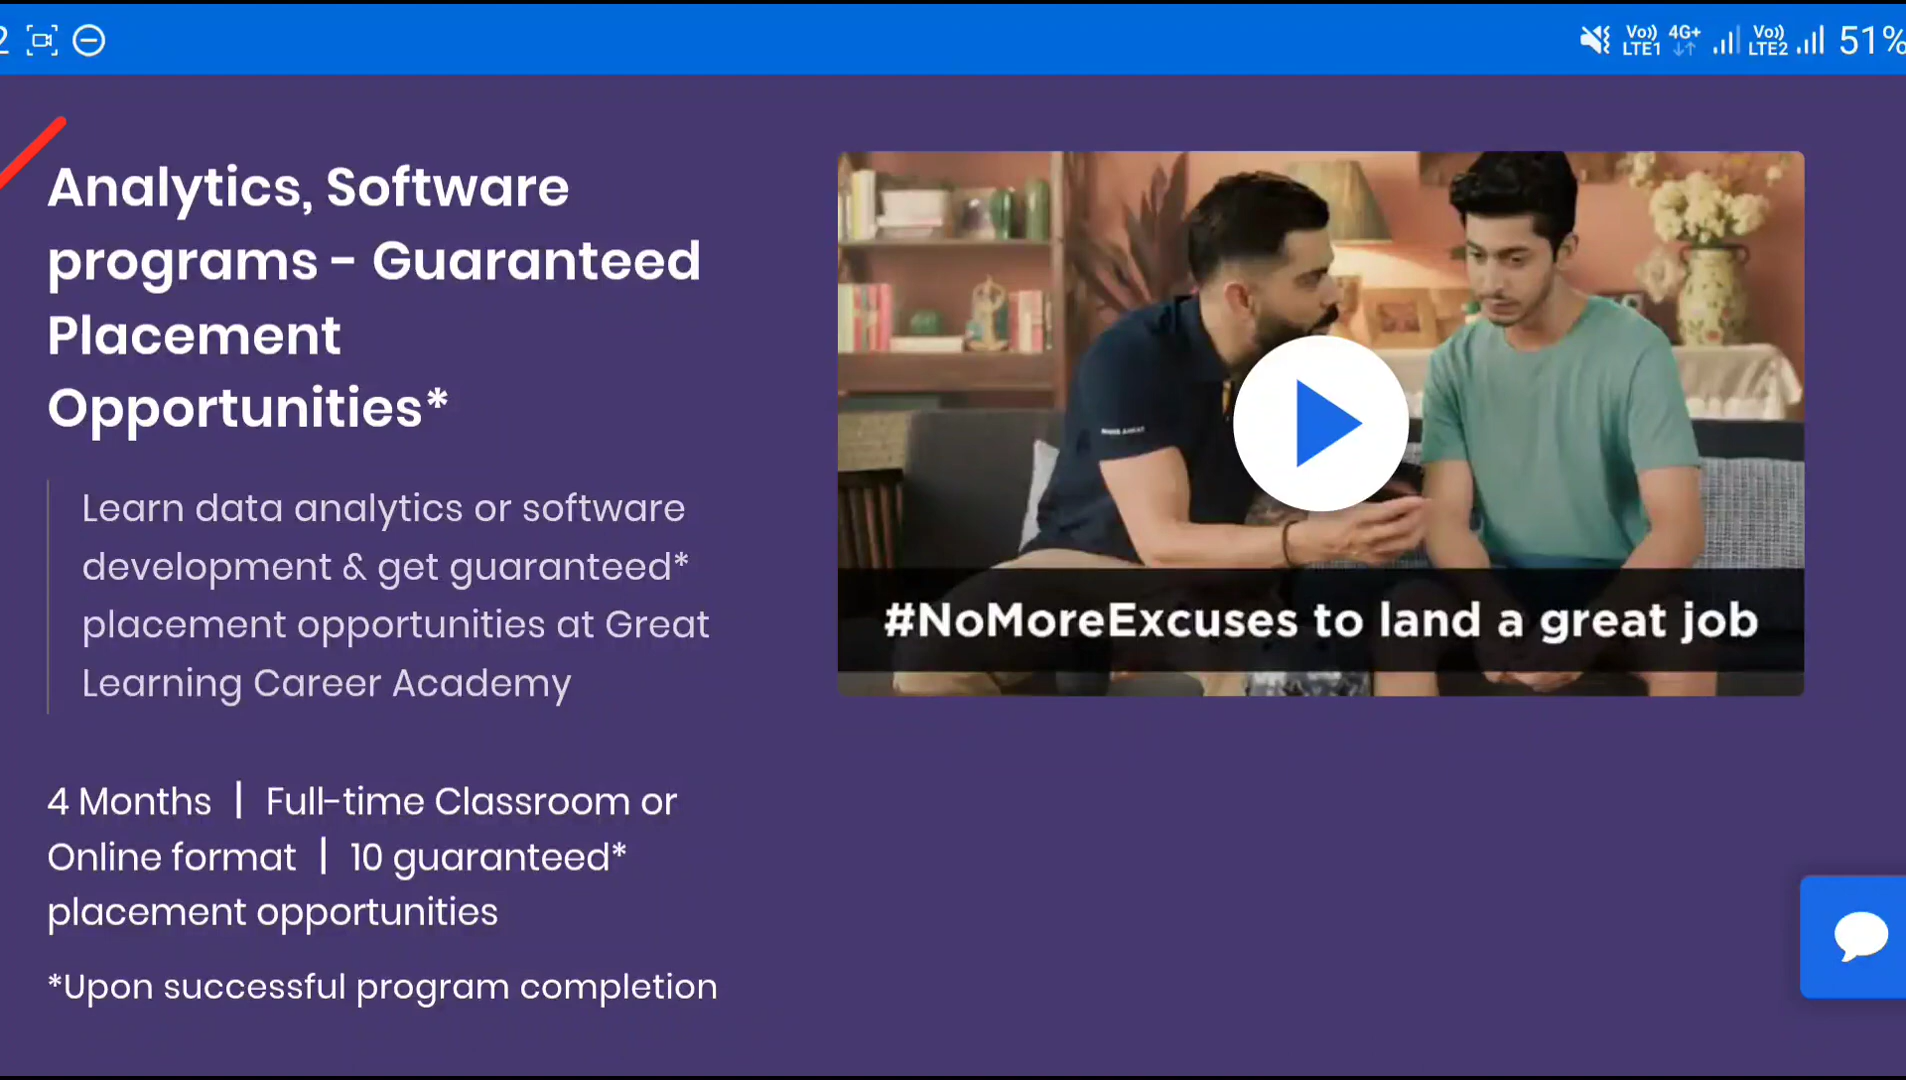 2
Vo)) LTE1 4G+ Vo)) LTE2 51%
Analytics, Software
programs - Guaranteed
Placement
Opportunities*
Learn data analytics or software
development & get guaranteed*
placement opportunities at Great
Learning Career Academy
4 Months | Full-time Classroom or
Online format | 10 guaranteed*
placement opportunities
*Upon successful program completion
#NoMoreExcuses to land a great job